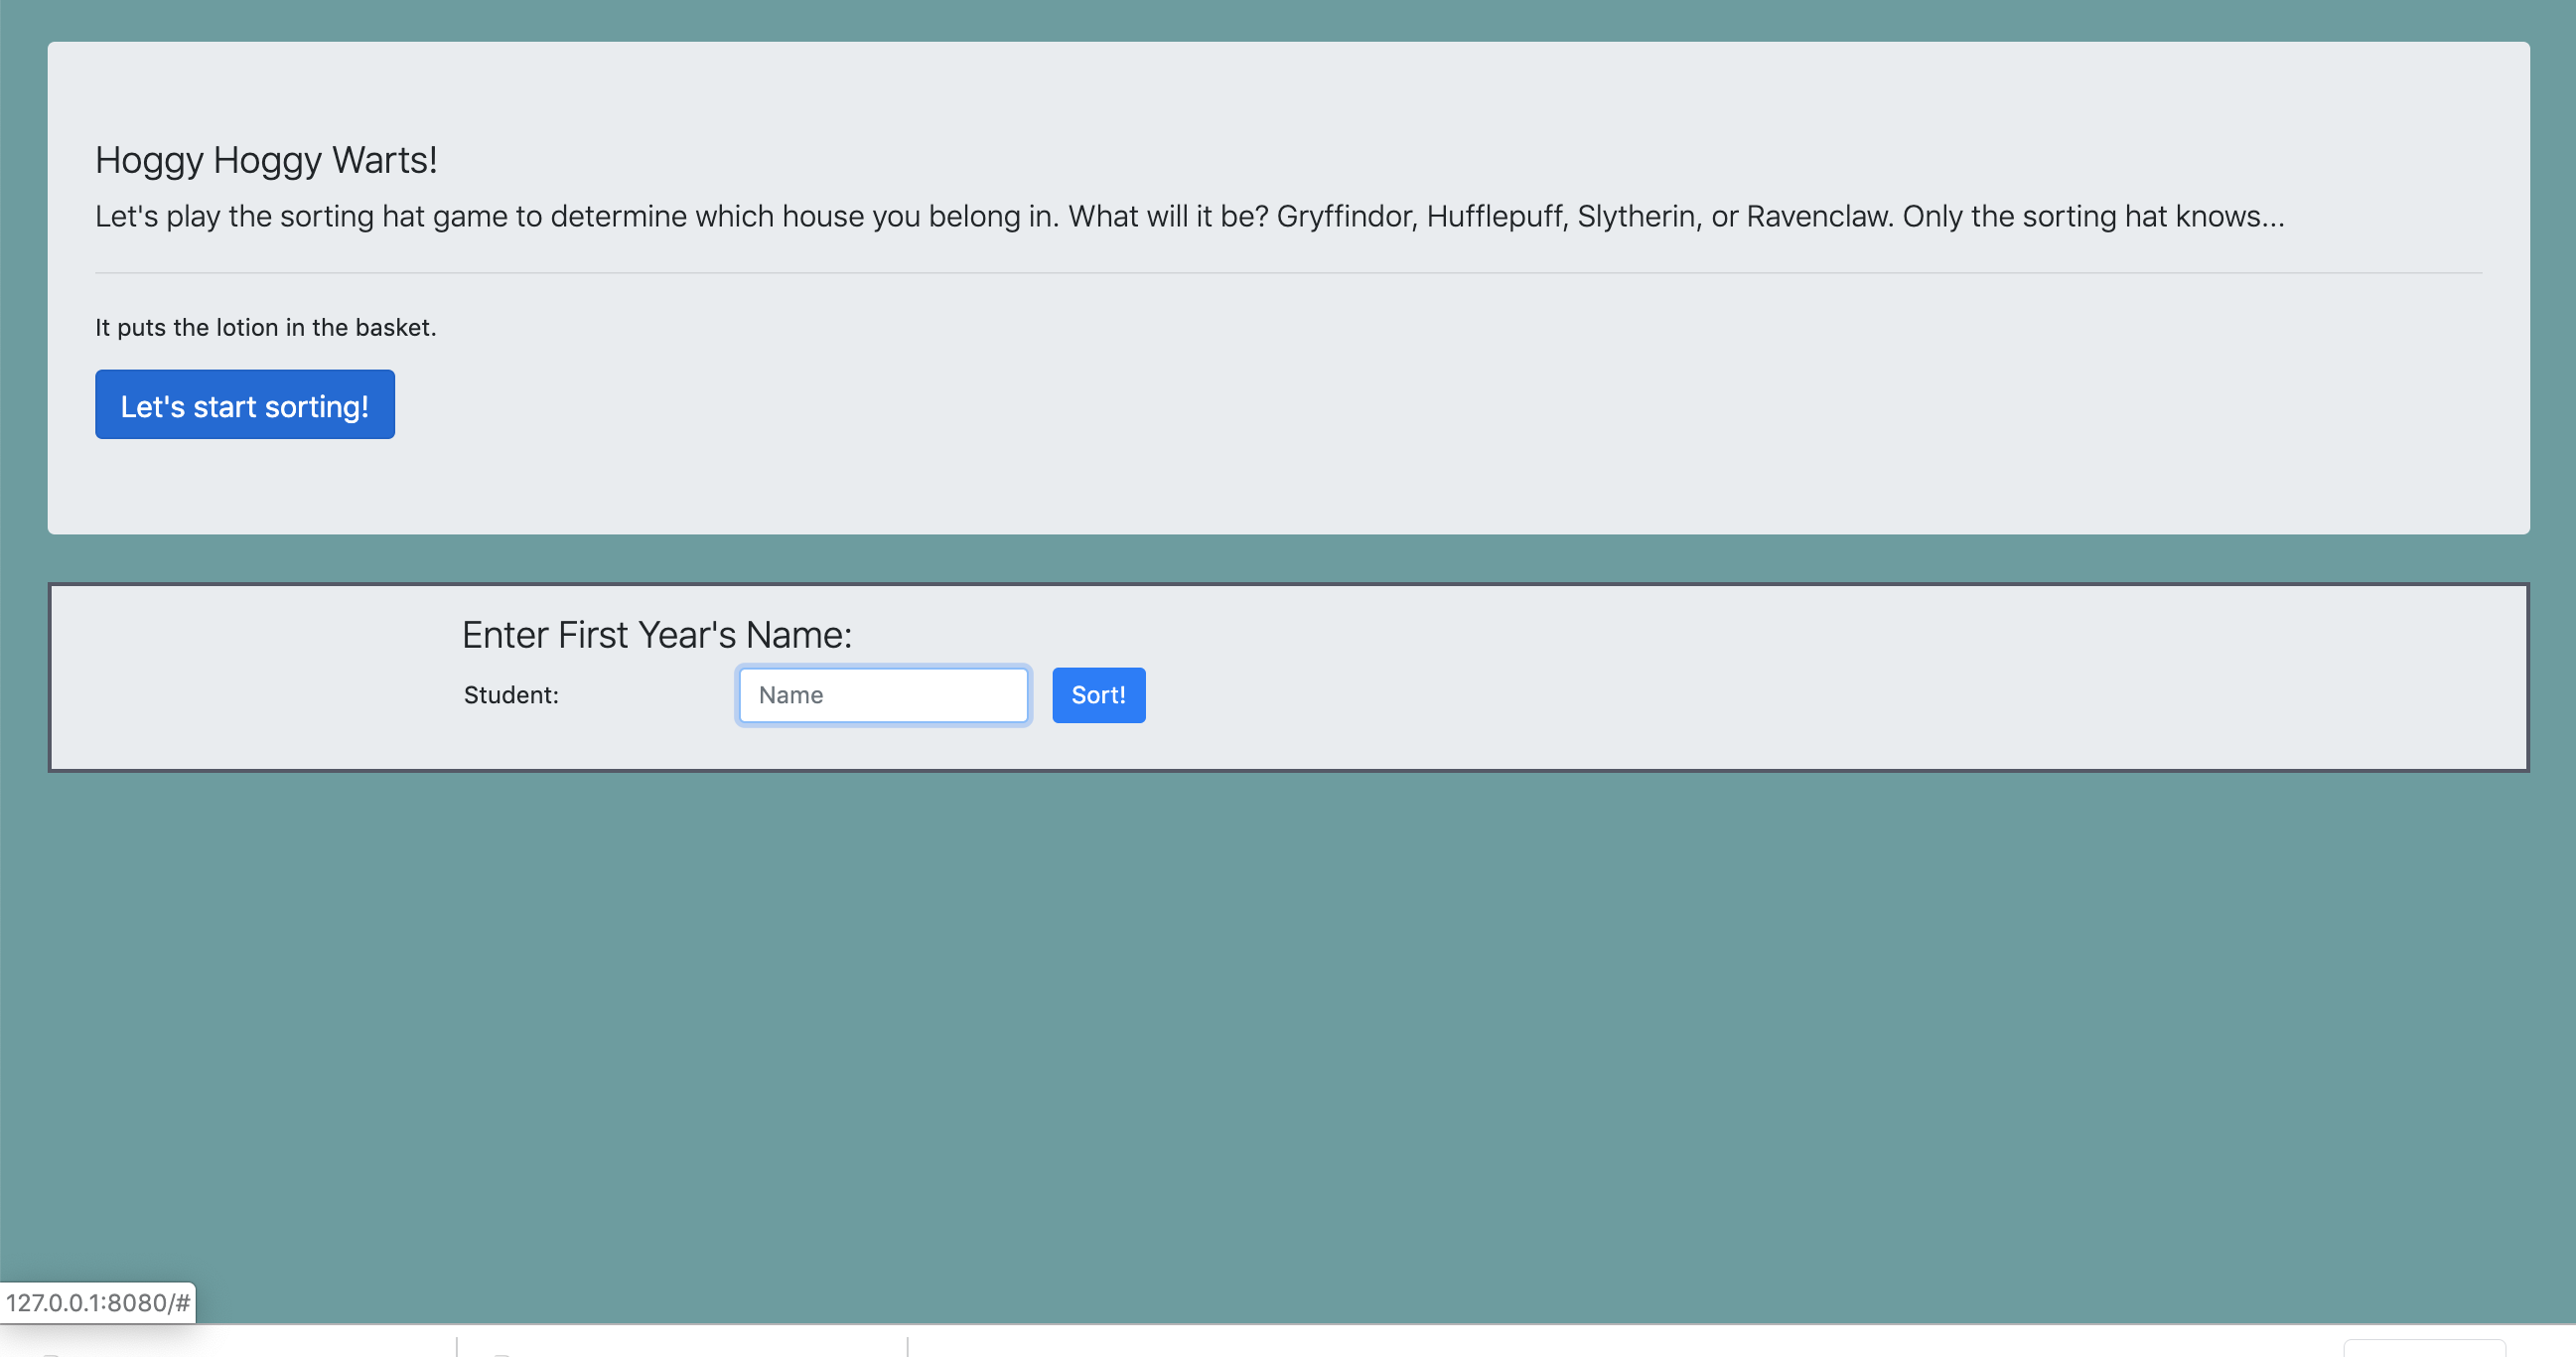 Hoggy Hoggy Warts!
Let's play the sorting hat game to determine which house you belong in. What will it be? Gryffindor, Hufflepuff, Slytherin, or Ravenclaw. Only the sorting hat knows...
It puts the lotion in the basket.
Let's start sorting!
Enter First Year's Name:
Student:
Name
Sort!
127.0.0.1:8080/#